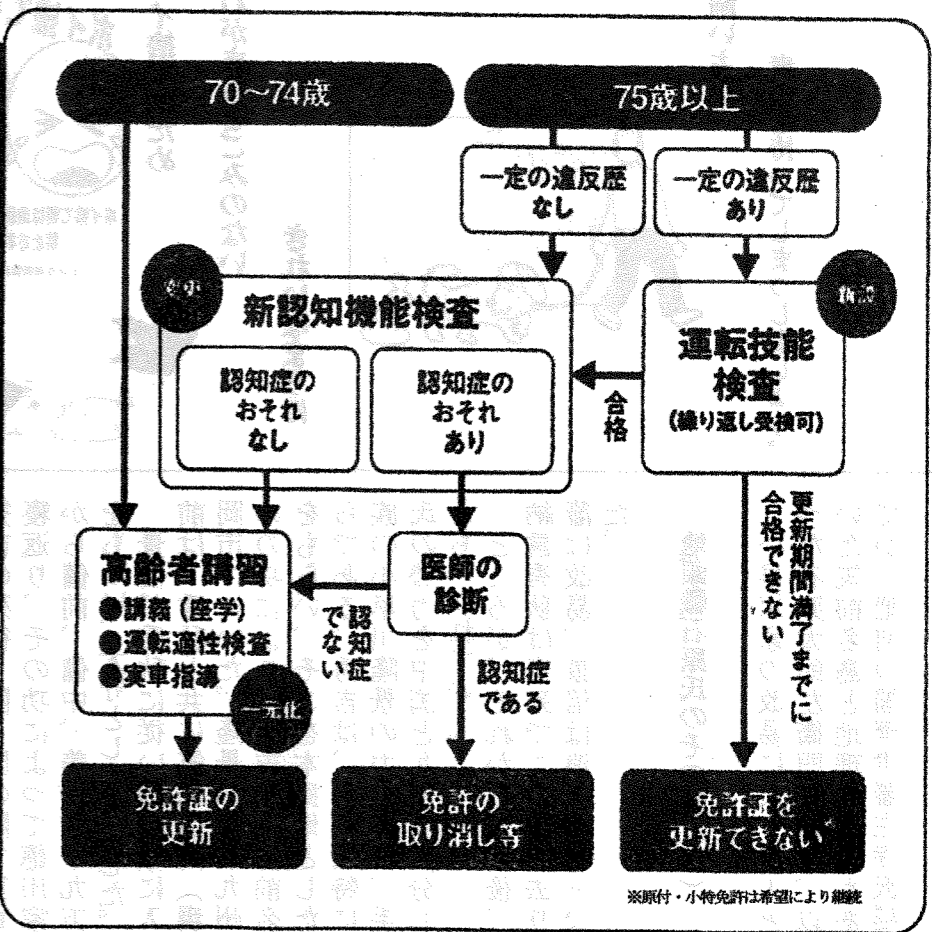 70～74歳
75歳以上
一定の違反歴
なし
一定の違反歴
あり
変更
新認知機能検査
認知症の
おそれ
なし
認知症の
おそれ
あり
新設
運転技能
検査
(繰り返し受検可)
合格
高齢者講習
●講義（座学）
●運転適性検査
●実車指導
一元化
認知症
でない
医師の
診断
認知症
である
更新期間満了までに
合格できない
免許証の
更新
免許の
取り消し等
免許証を
更新できない
※原付・小特免許は希望により継続